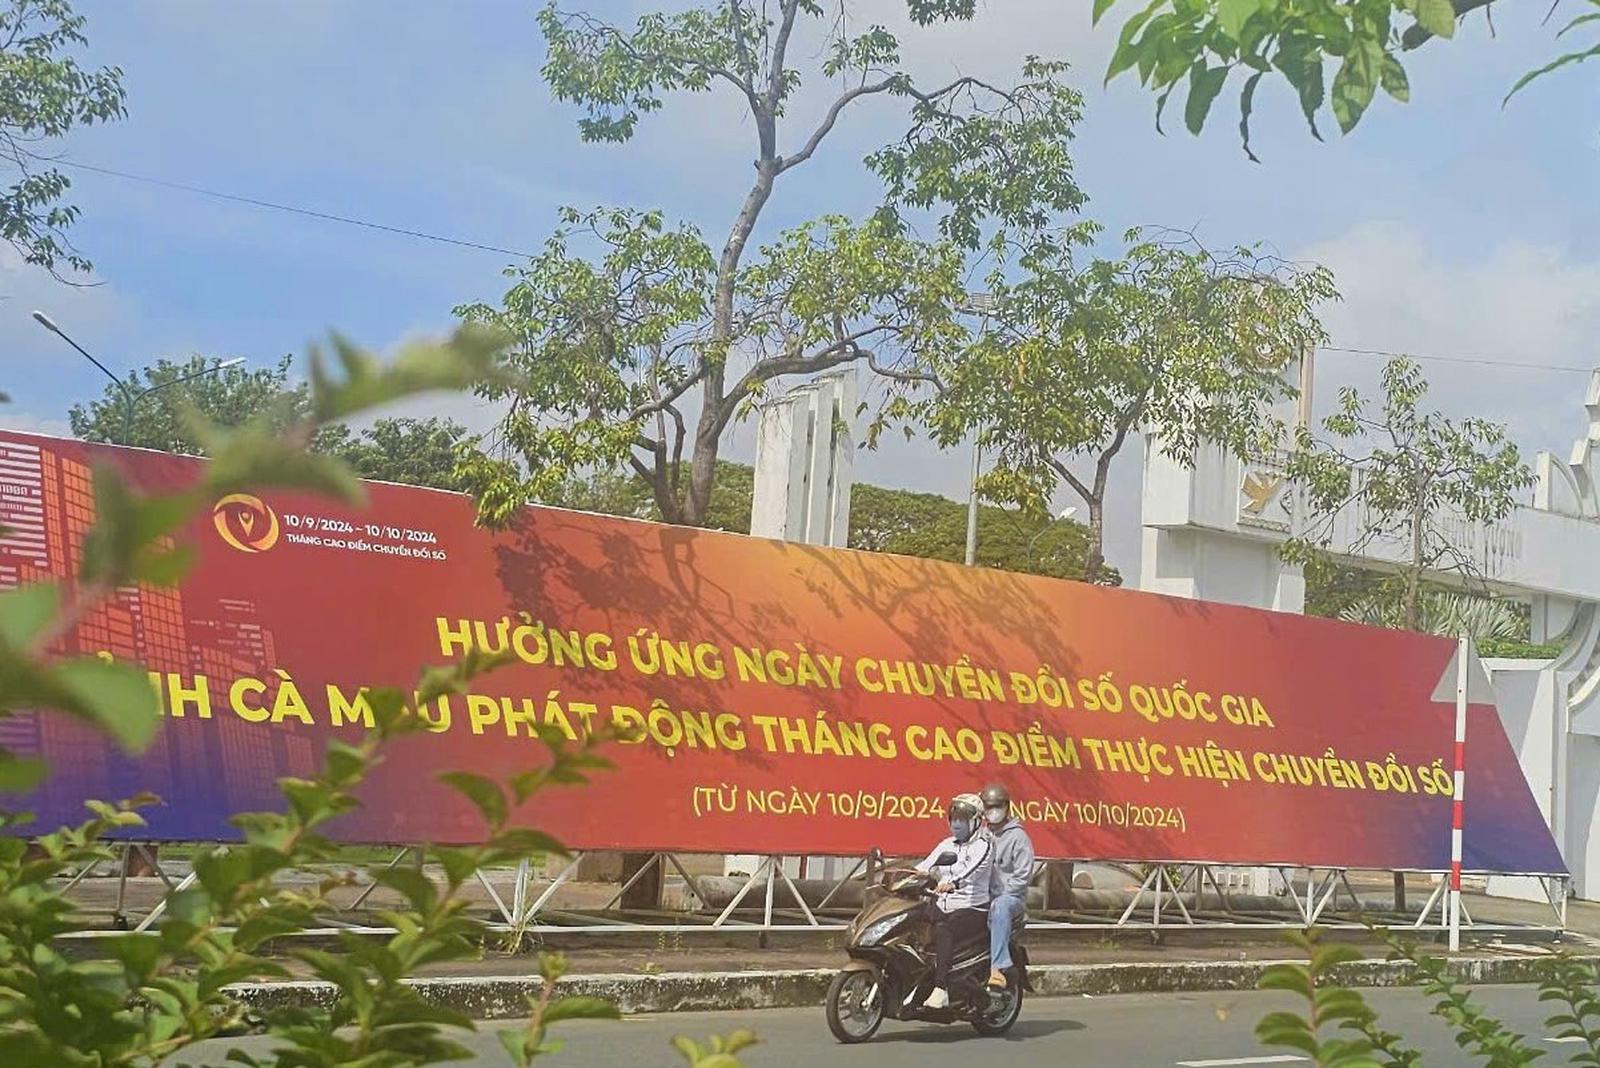 10/9/2024 - 10/10/2024
THÁNG CAO ĐIỂM CHUYỂN ĐỔI SỐ
HƯỞNG ỨNG NGÀY CHUYỂN ĐỔI SỐ QUỐC GIA
CÀ MAU PHÁT ĐỘNG THÁNG CAO ĐIỂM THỰC HIỆN CHUYỂN ĐỔI SỐ
(TỪ NGÀY 10/9/2024 NGÀY 10/10/2024)